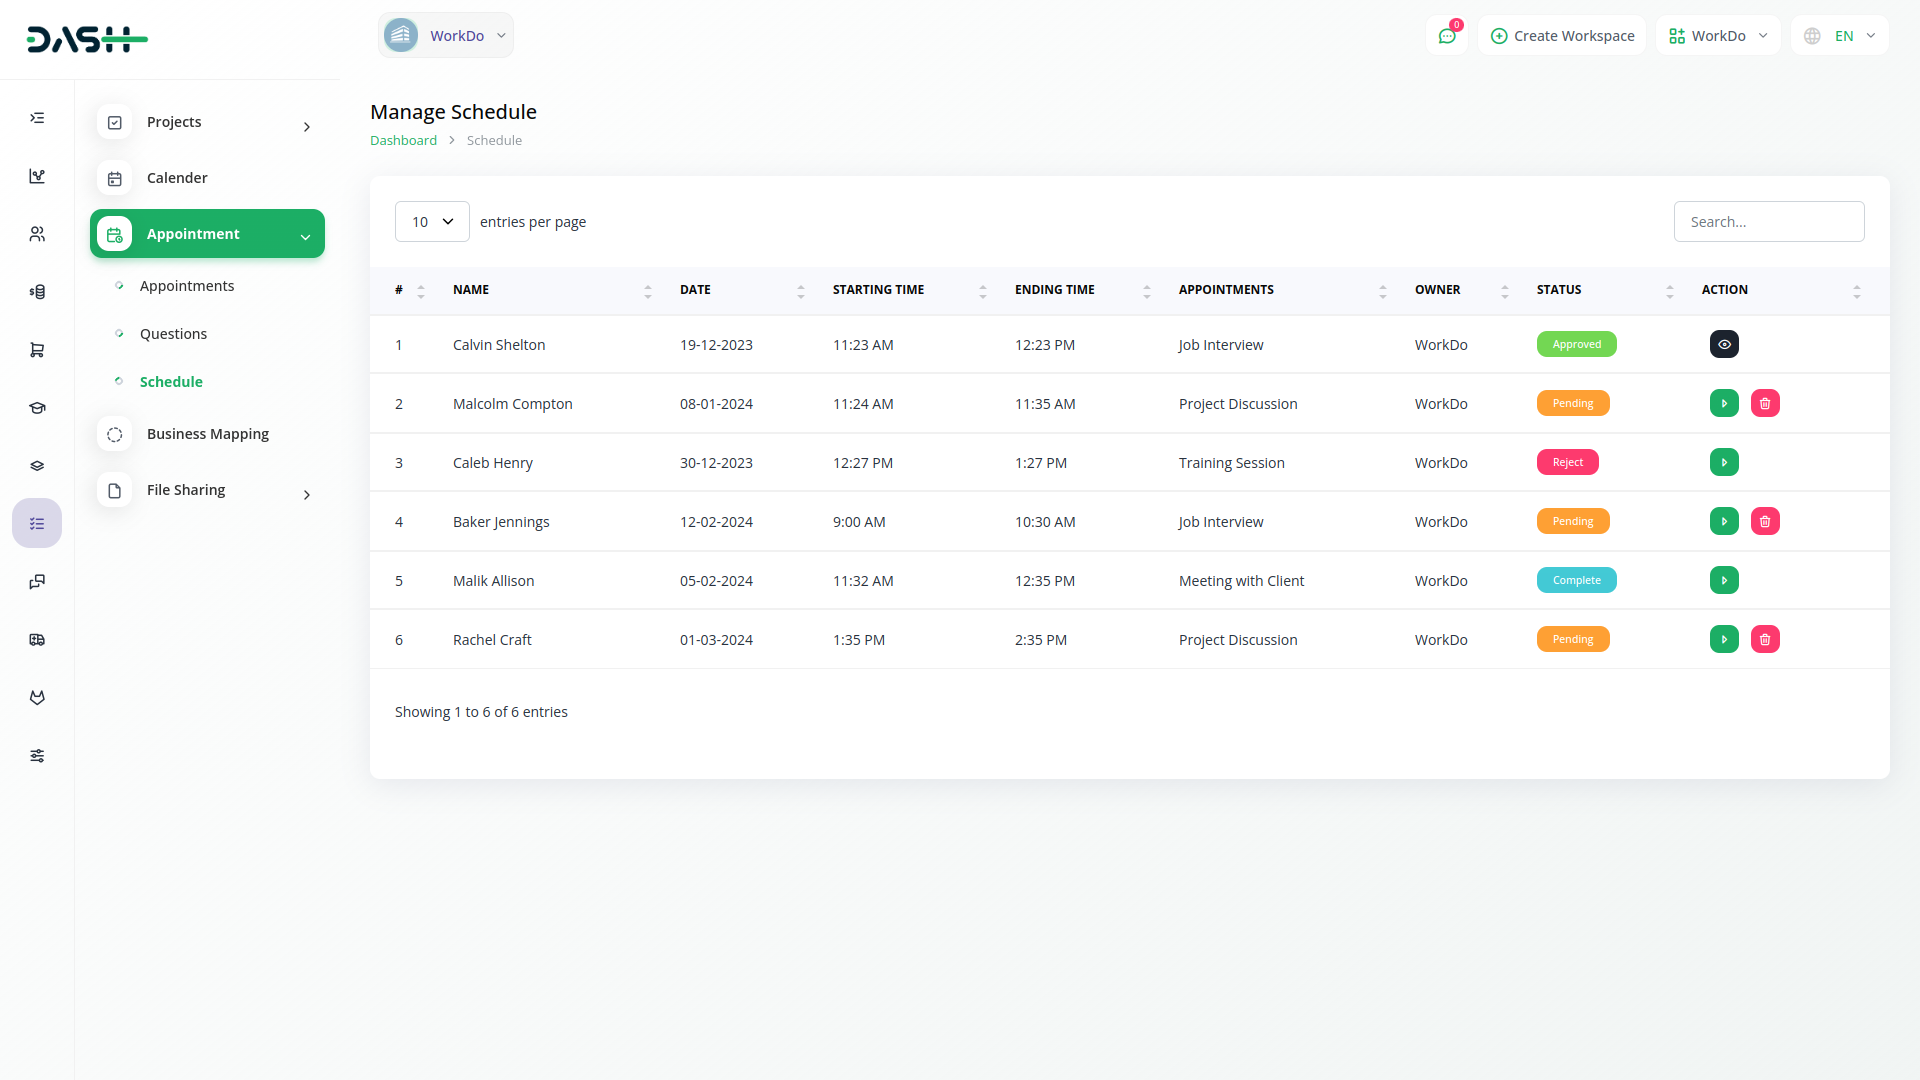 DASH
WorkDo
0
Create Workspace
WorkDo
EN
Projects
Calender
Appointment
Appointments
Questions
Schedule
Business Mapping
File Sharing
Manage Schedule
Dashboard > Schedule
10 entries per page
Search...
# NAME DATE STARTING TIME ENDING TIME APPOINTMENTS OWNER STATUS ACTION
1 Calvin Shelton 19-12-2023 11:23 AM 12:23 PM Job Interview WorkDo Approved
2 Malcolm Compton 08-01-2024 11:24 AM 11:35 AM Project Discussion WorkDo Pending
3 Caleb Henry 30-12-2023 12:27 PM 1:27 PM Training Session WorkDo Reject
4 Baker Jennings 12-02-2024 9:00 AM 10:30 AM Job Interview WorkDo Pending
5 Malik Allison 05-02-2024 11:32 AM 12:35 PM Meeting with Client WorkDo Complete
6 Rachel Craft 01-03-2024 1:35 PM 2:35 PM Project Discussion WorkDo Pending
Showing 1 to 6 of 6 entries